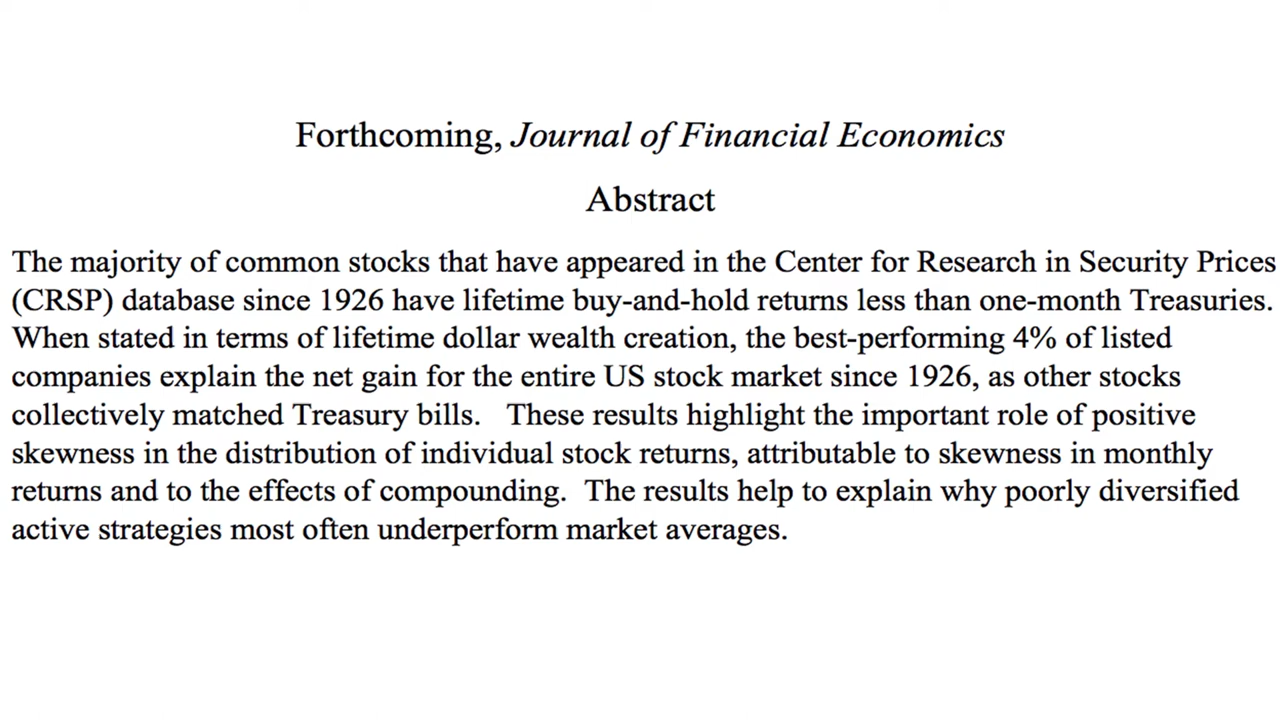 Forthcoming, Journal of Financial Economics
Abstract
The majority of common stocks that have appeared in the Center for Research in Security Prices
(CRSP) database since 1926 have lifetime buy-and-hold returns less than one-month Treasuries.
When stated in terms of lifetime dollar wealth creation, the best-performing 4% of listed
companies explain the net gain for the entire US stock market since 1926, as other stocks
collectively matched Treasury bills.   These results highlight the important role of positive
skewness in the distribution of individual stock returns, attributable to skewness in monthly
returns and to the effects of compounding.  The results help to explain why poorly diversified
active strategies most often underperform market averages.